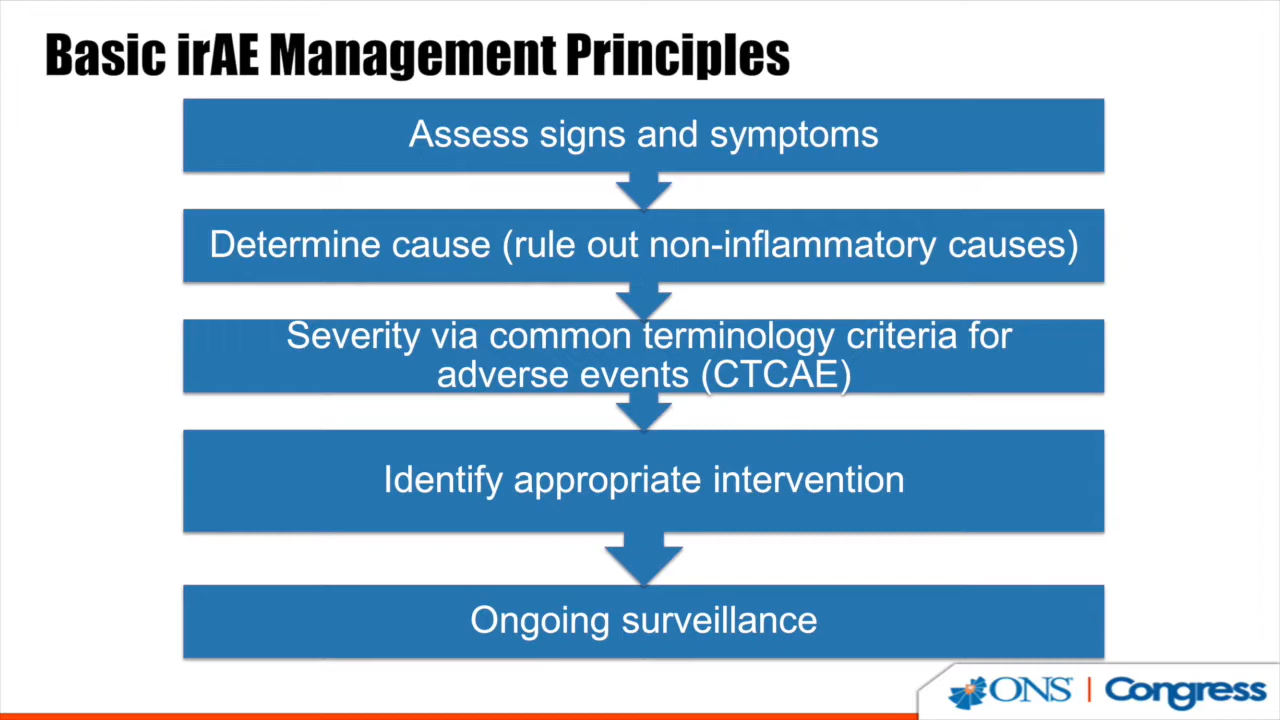 Basic irAE Management Principles
Assess signs and symptoms
Determine cause (rule out non-inflammatory causes)
Severity via common terminology criteria for
adverse events (CTCAE)
Identify appropriate intervention
Ongoing surveillance
ONS | Congress